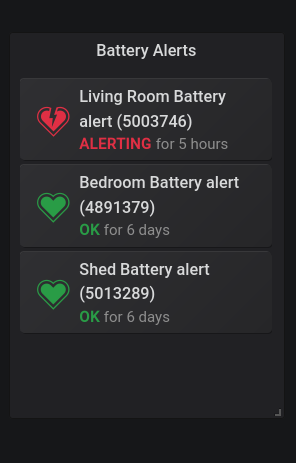 Battery Alerts
Living Room Battery
alert (5003746)
ALERTING for 5 hours
Bedroom Battery alert
(4891379)
OK for 6 days
Shed Battery alert
(5013289)
OK for 6 days